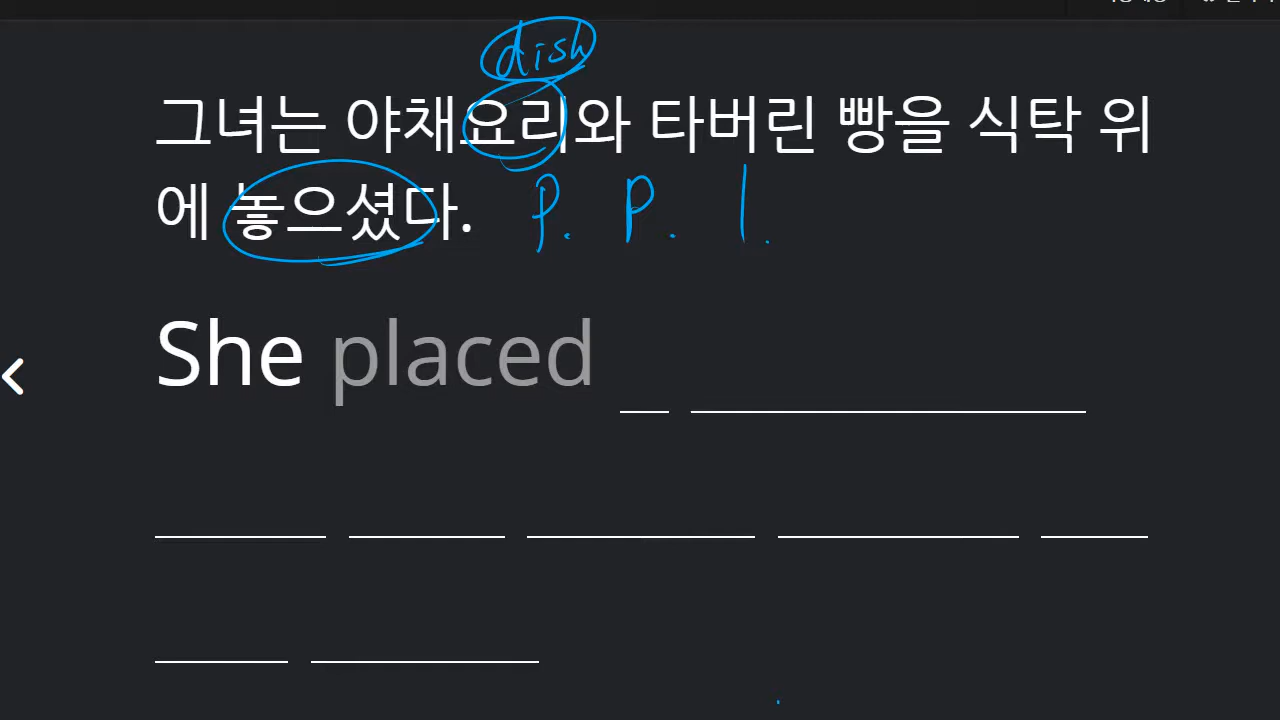 dish
그녀는 야채요리와 타버린 빵을 식탁 위
에 놓으셨다. p. p. l.
She placed